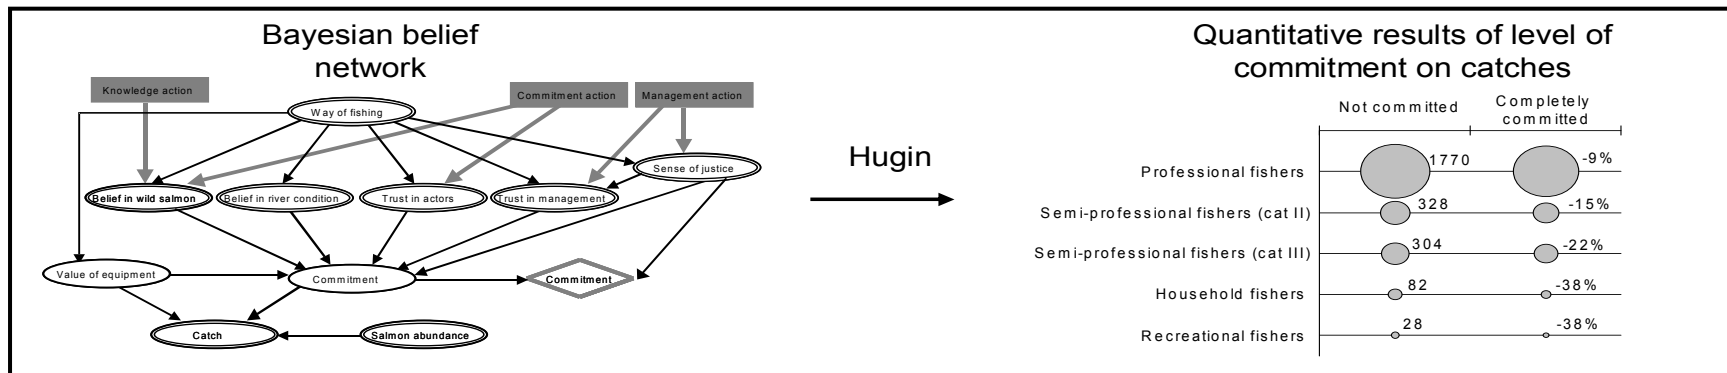 Bayesian belief
network
Knowledge action
Commitment action
Management action
Way of fishing
Sense of justice
Belief in wild salmon
Belief in river condition
Trust in actors
Trust in management
Value of equipment
Commitment
Commitment
Catch
Salmon abundance
Hugin
Quantitative results of level of
commitment on catches
Not committed
Completely
committed
Professional fishers
1770
-9%
Semi-professional fishers (cat II)
328
-15%
Semi-professional fishers (cat III)
304
-22%
Household fishers
82
-38%
Recreational fishers
28
-38%